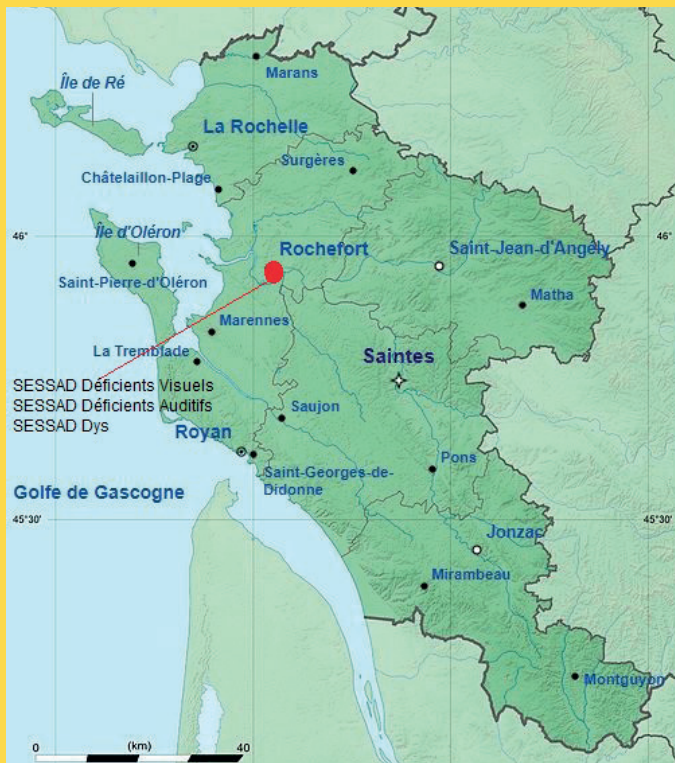 Marans
Île de Ré
La Rochelle
Surgères
Châtelaillon-Plage
Île d'Oléron
46°
46°
Rochefort
Saint-Jean-d'Angély
Saint-Pierre-d'Oléron
Matha
Marennes
La Tremblade
Saintes
SESSAD Déficients Visuels
SESSAD Déficients Auditifs
SESSAD Dys
Saujon
Royan
Pons
Saint-Georges-de-
Didonne
Golfe de Gascogne
45°30'
45°30'
Jonzac
Mirambeau
Montguyon
0
(km)
40